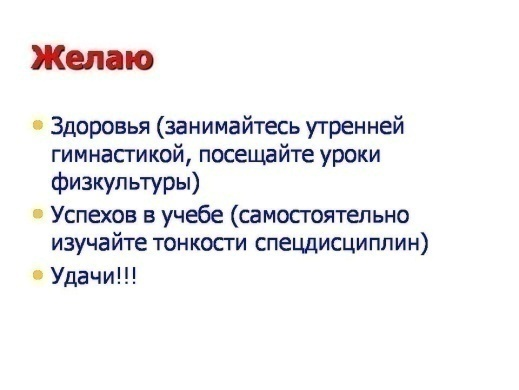 Желаю
Здоровья (занимайтесь утренней
гимнастикой, посещайте уроки
физкультуры)
Успехов в учебе (самостоятельно
изучайте тонкости спецдисциплин)
Удачи!!!